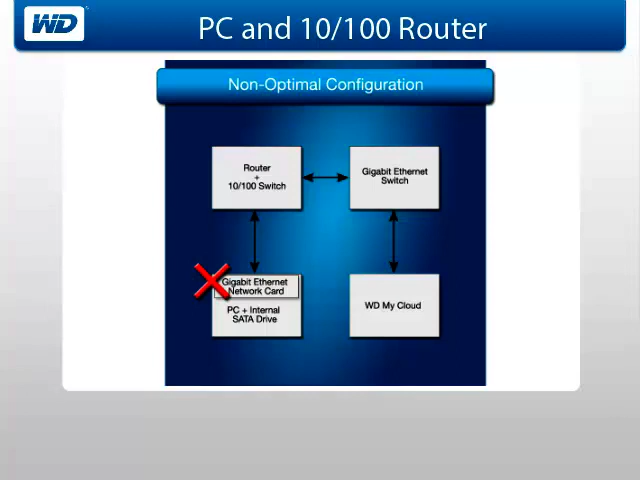 WD
PC and 10/100 Router
Non-Optimal Configuration
Router
+
10/100 Switch
Gigabit Ethernet
Switch
Gigabit Ethernet
Network Card
PC + Internal
SATA Drive
WD My Cloud